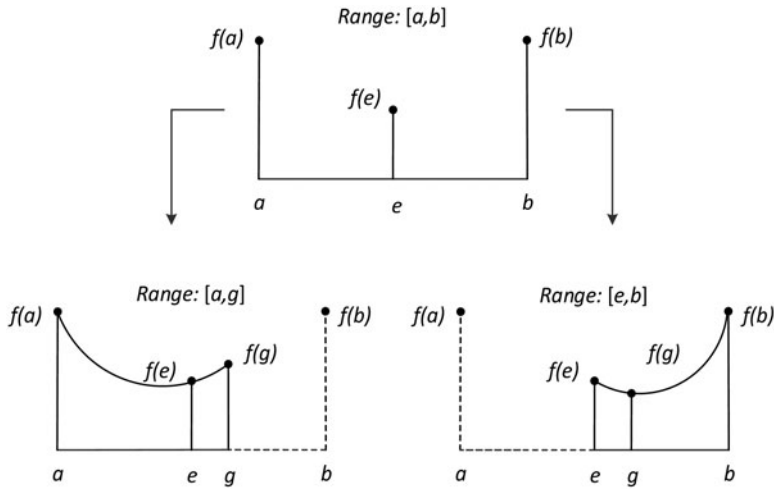 Range: [a,b]
f(a)
f(b)
f(e)
a e b
Range: [a,g]
f(a)
f(b)
f(e)
f(g)
a e g b
Range: [e,b]
f(a)
f(b)
f(g)
f(e)
a e g b